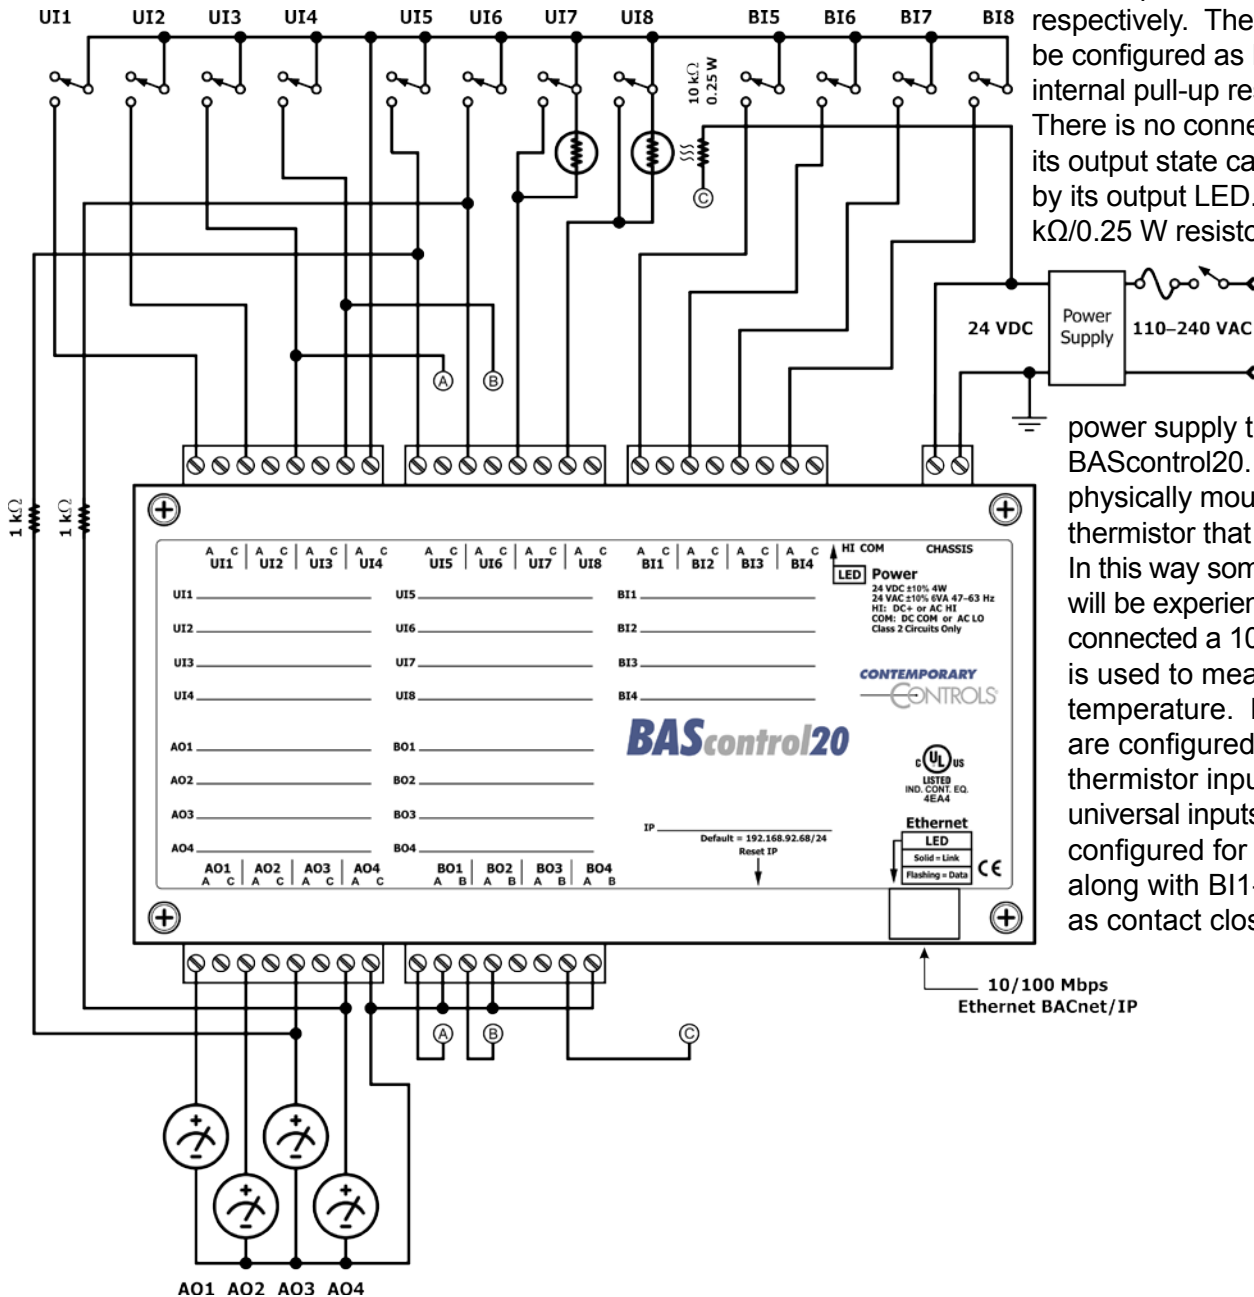 UI1 UI2 UI3 UI4 UI5 UI6 UI7 UI8 BI5 BI6 BI7 BI8
respectively. The
be configured as
internal pull-up res
There is no conne
its output state ca
by its output LED.
kΩ/0.25 W resisto
10 kΩ
0.25 W
C
24 VDC
Power
Supply
110–240 VAC
A B
power supply t
BAScontrol20.
physically mou
thermistor that
In this way som
will be experien
connected a 10
is used to mea
temperature.
are configured
thermistor inpu
universal inputs
configured for
along with BI1-
as contact clos
1 kΩ
1 kΩ
A C A C A C A C
UI1 UI2 UI3 UI4
A C A C A C A C
UI5 UI6 UI7 UI8
A C A C A C A C
BI1 BI2 BI3 BI4
HI COM
CHASSIS
LED Power
24 VDC ±10% 4W
24 VAC ±10% 6VA 47–63 Hz
HI: DC+ or AC HI
COM: DC COM or AC LO
Class 2 Circuits Only
UI1 UI5 BI1
UI2 UI6 BI2
UI3 UI7 BI3
UI4 UI8 BI4
CONTEMPORARY
CONTROLS®
BAScontrol20
AO1 BO1
AO2 BO2
AO3 BO3
AO4 BO4
C UL US
LISTED
IND. CONT. EQ.
4EA4
IP
Default = 192.168.92.68/24
Reset IP
Ethernet
LED
Solid = Link
Flashing = Data
CE
AO1 AO2 AO3 AO4
A C A C A C A C
BO1 BO2 BO3 BO4
A B A B A B A B
10/100 Mbps
Ethernet BACnet/IP
A B C
+ + + +
– – – –
AO1 AO2 AO3 AO4